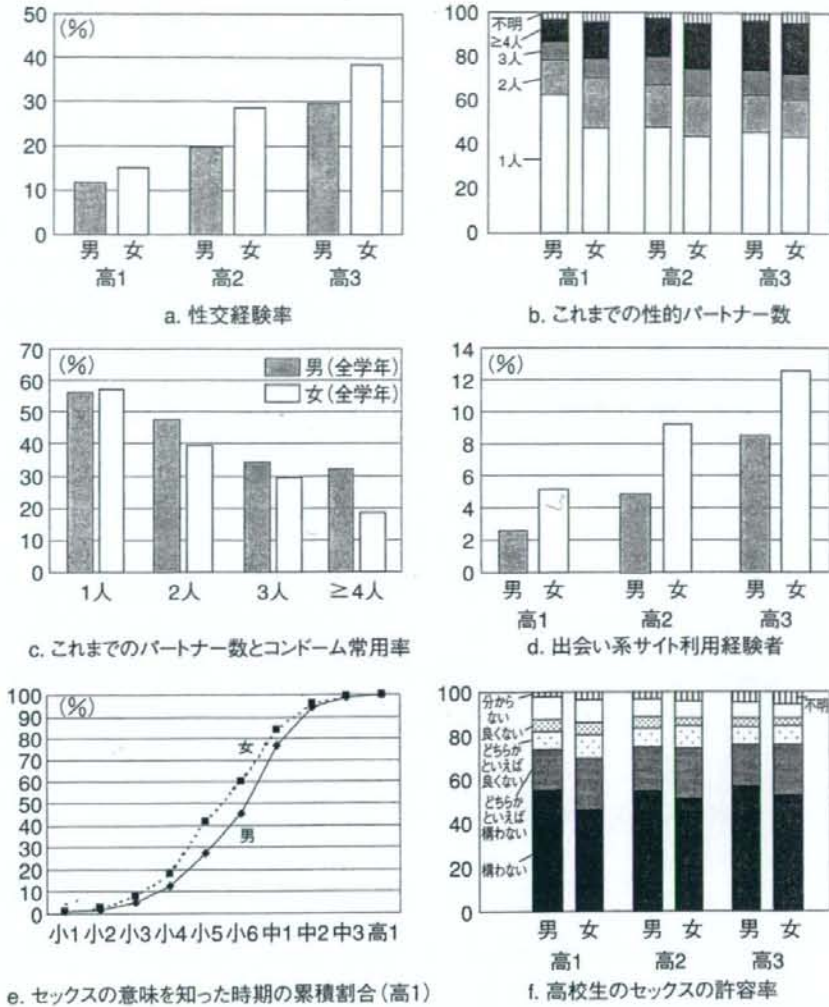 50
(%)
40
30
20
10
0
男 女 男 女 男 女
高1 高2 高3
a. 性交経験率
100
不明
≥4人
80
3人
2人
60
40
1人
20
0
男 女 男 女 男 女
高1 高2 高3
b. これまでの性的パートナー数
70
(%)
男(全学年)
60
女(全学年)
50
40
30
20
10
0
1人 2人 3人 ≥4人
c. これまでのパートナー数とコンドーム常用率
14
(%)
12
10
8
6
4
2
0
男 女 男 女 男 女
高1 高2 高3
d. 出会い系サイト利用経験者
100
(%)
90
80
女
70
60
50
40
男
30
20
10
0
小1 小2 小3 小4 小5 小6 中1 中2 中3 高1
e. セックスの意味を知った時期の累積割合(高1)
100
分から
ない
不明
良くない
80
どちらか
といえば
良くない
60
どちらか
といえば
構わない
40
構わない
20
0
男 女 男 女 男 女
高1 高2 高3
f. 高校生のセックスの許容率